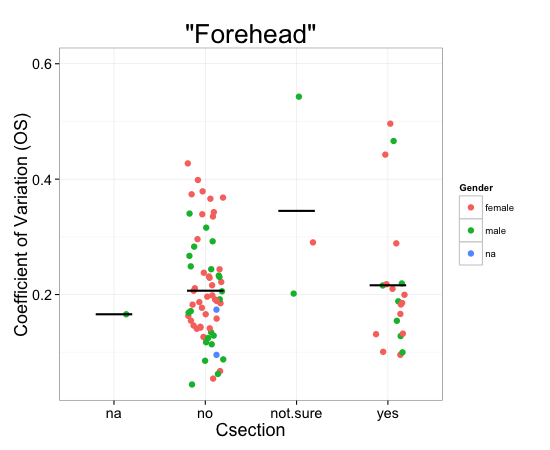 "Forehead"
0.6
0.4
0.2
Coefficient of Variation (OS)
na
no
not.sure
yes
Csection
Gender
female
male
na